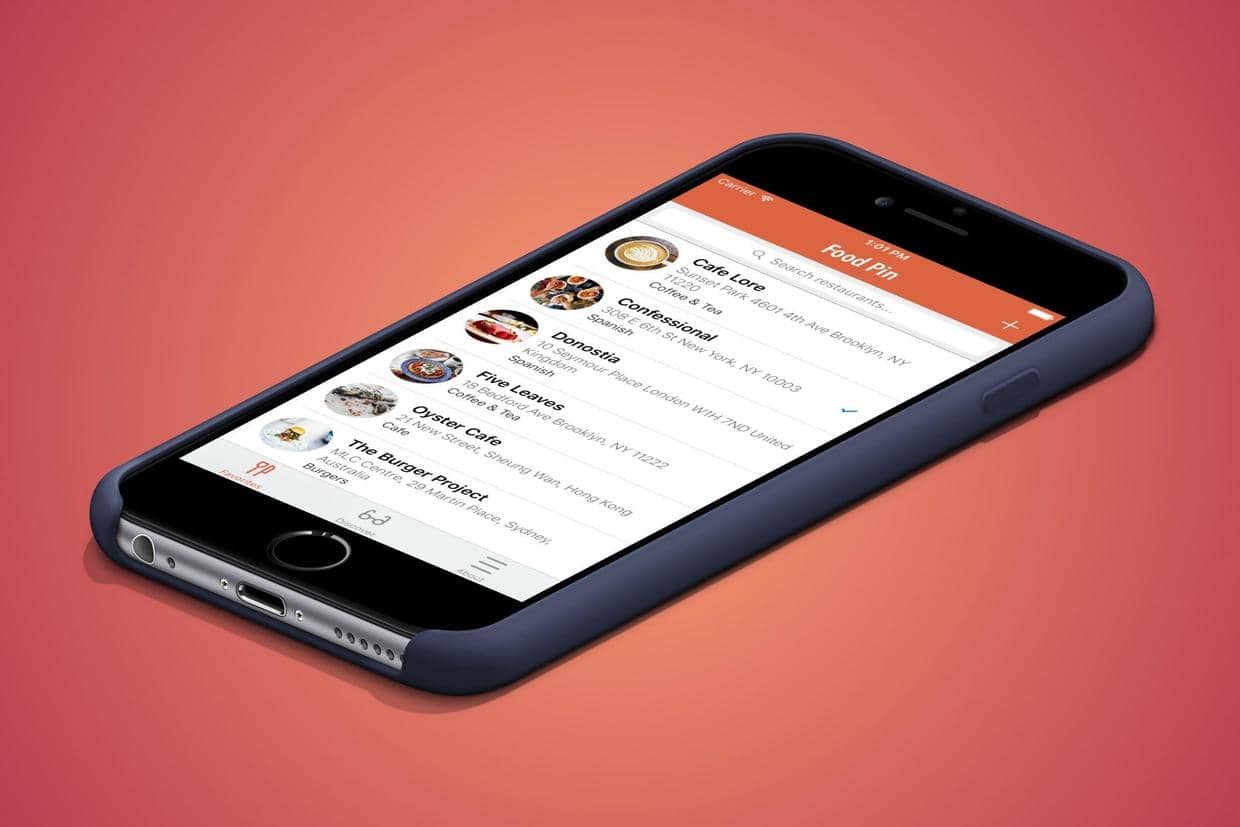 Carrier
1:01 PM
Food Pin
Search restaurants...
Cafe Lore
Sunset Park 4601 4th Ave Brooklyn, NY
11220
Coffee & Tea
Confessional
308 E 6th St New York, NY 10003
Spanish
Donostia
10 Seymour Place London W1H 7ND United
Kingdom
Spanish
Five Leaves
18 Bedford Ave Brooklyn, NY 11222
Coffee & Tea
Oyster Cafe
21 New Street, Sheung Wan, Hong Kong
Cafe
The Burger Project
MLC Centre, 29 Martin Place, Sydney,
Australia
Burgers
Favorites
Discover
About